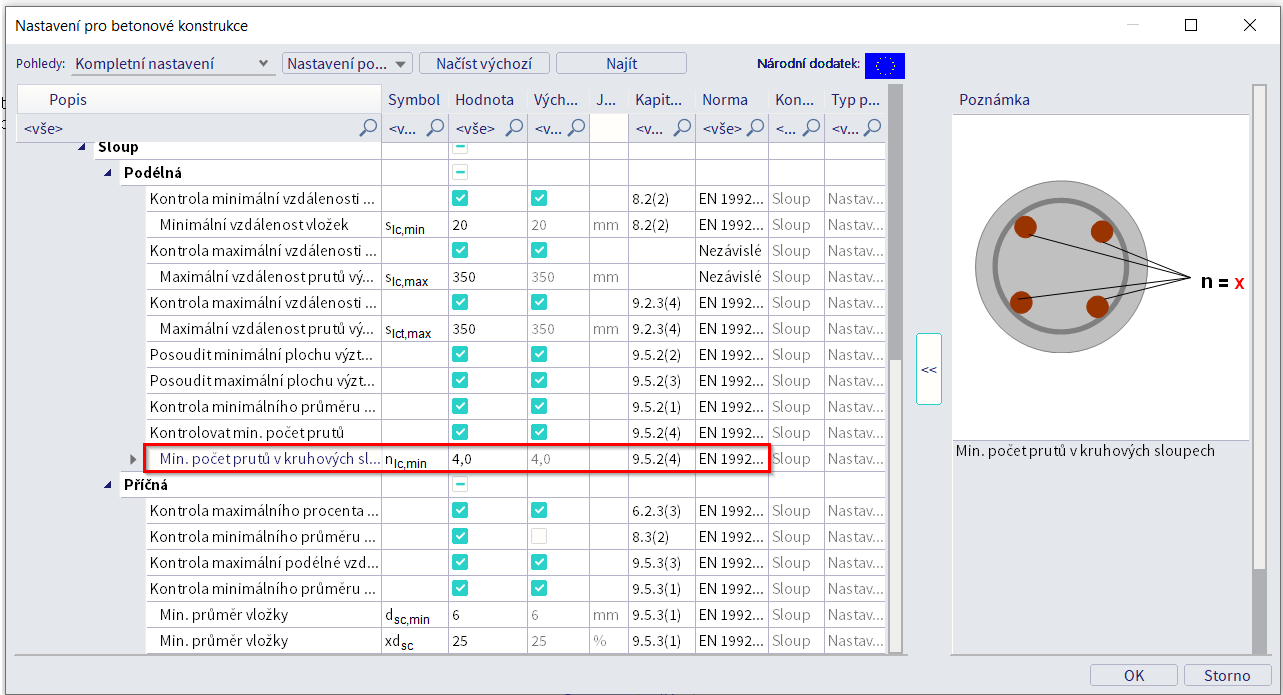 Nastavení pro betonové konstrukce
Pohledy: Kompletní nastavení Nastavení po... Načíst výchozí Najít Národní dodatek:
Popis Symbol Hodnota Vých... J... Kapit... Norma Kon... Typ p... Poznámka
<vše> <v... <vše> <v... <v... <vše> <... <v...
Sloup
Podélná
Kontrola minimální vzdálenosti ... 8.2(2) EN 1992... Sloup Nastav...
Minimální vzdálenost vložek slc,min 20 20 mm 8.2(2) EN 1992... Sloup Nastav...
Kontrola maximální vzdálenosti ... Nezávislé Sloup Nastav...
Maximální vzdálenost prutů vý... slc,max 350 350 mm Nezávislé Sloup Nastav...
Kontrola maximální vzdálenosti ... 9.2.3(4) EN 1992... Sloup Nastav...
Maximální vzdálenost prutů vý... slct,max 350 350 mm 9.2.3(4) EN 1992... Sloup Nastav...
Posoudit minimální plochu výzt... 9.5.2(2) EN 1992... Sloup Nastav...
Posoudit maximální plochu výzt... 9.5.2(3) EN 1992... Sloup Nastav...
Kontrola minimálního průměru ... 9.5.2(1) EN 1992... Sloup Nastav...
Kontrolovat min. počet prutů 9.5.2(4) EN 1992... Sloup Nastav...
Min. počet prutů v kruhových sl... nlc,min 4,0 4,0 9.5.2(4) EN 1992... Sloup Nastav...
Příčná
Kontrola maximálního procenta ... 6.2.3(3) EN 1992... Sloup Nastav...
Kontrola minimálního průměru ... 8.3(2) EN 1992... Sloup Nastav...
Kontrola maximální podélné vzd... 9.5.3(3) EN 1992... Sloup Nastav...
Kontrola minimálního průměru ... 9.5.3(1) EN 1992... Sloup Nastav...
Min. průměr vložky dsc,min 6 6 mm 9.5.3(1) EN 1992... Sloup Nastav...
Min. průměr vložky xdsc 25 25 % 9.5.3(1) EN 1992... Sloup Nastav...
<<
n = x
Min. počet prutů v kruhových sloupech
OK Storno